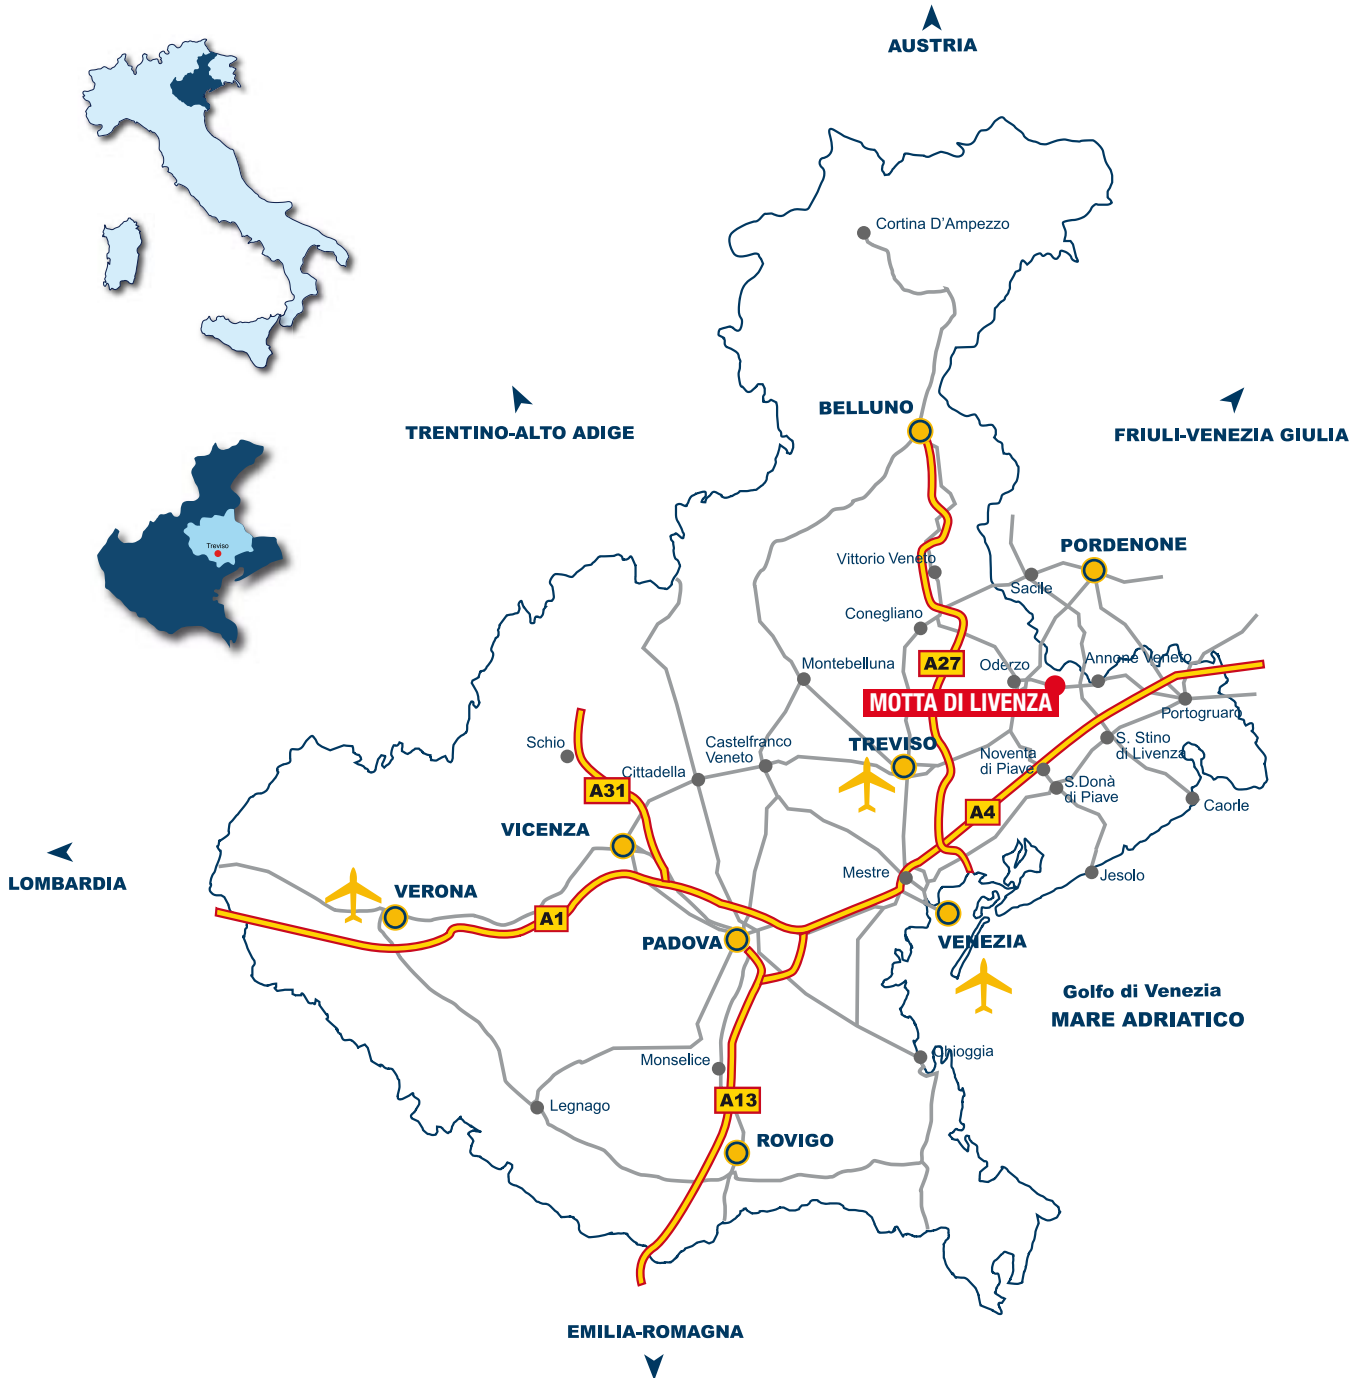 AUSTRIA
Cortina D'Ampezzo
BELLUNO
TRENTINO-ALTO ADIGE
FRIULI-VENEZIA GIULIA
Treviso
PORDENONE
Vittorio Veneto
Sacile
Conegliano
Montebelluna
A27
Oderzo
Annone Veneto
MOTTA DI LIVENZA
Portogruaro
Schio
Castelfranco
Veneto
TREVISO
Noventa
di Piave
S. Stino
di Livenza
Cittadella
A31
S.Donà
di Piave
Caorle
A4
VICENZA
LOMBARDIA
VERONA
Mestre
Jesolo
A1
PADOVA
VENEZIA
Golfo di Venezia
MARE ADRIATICO
Monselice
Chioggia
Legnago
A13
ROVIGO
EMILIA-ROMAGNA